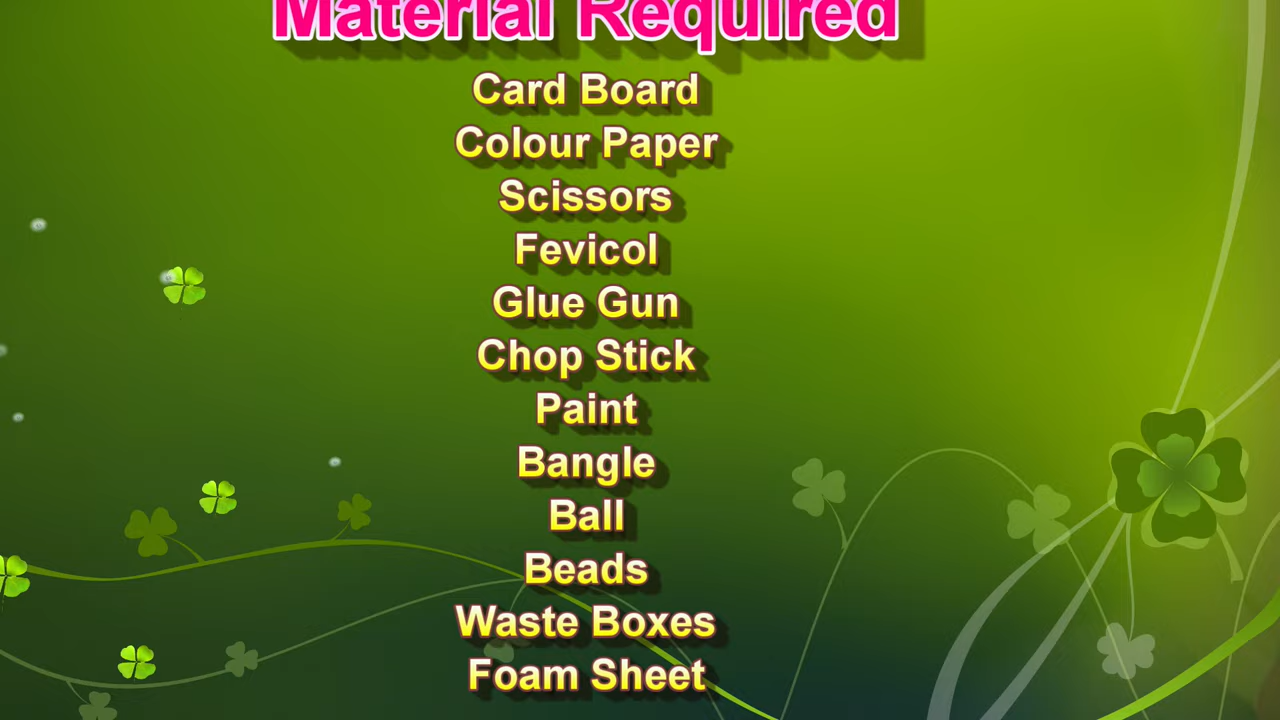 Material Required
Card Board
Colour Paper
Scissors
Fevicol
Glue Gun
Chop Stick
Paint
Bangle
Ball
Beads
Waste Boxes
Foam Sheet